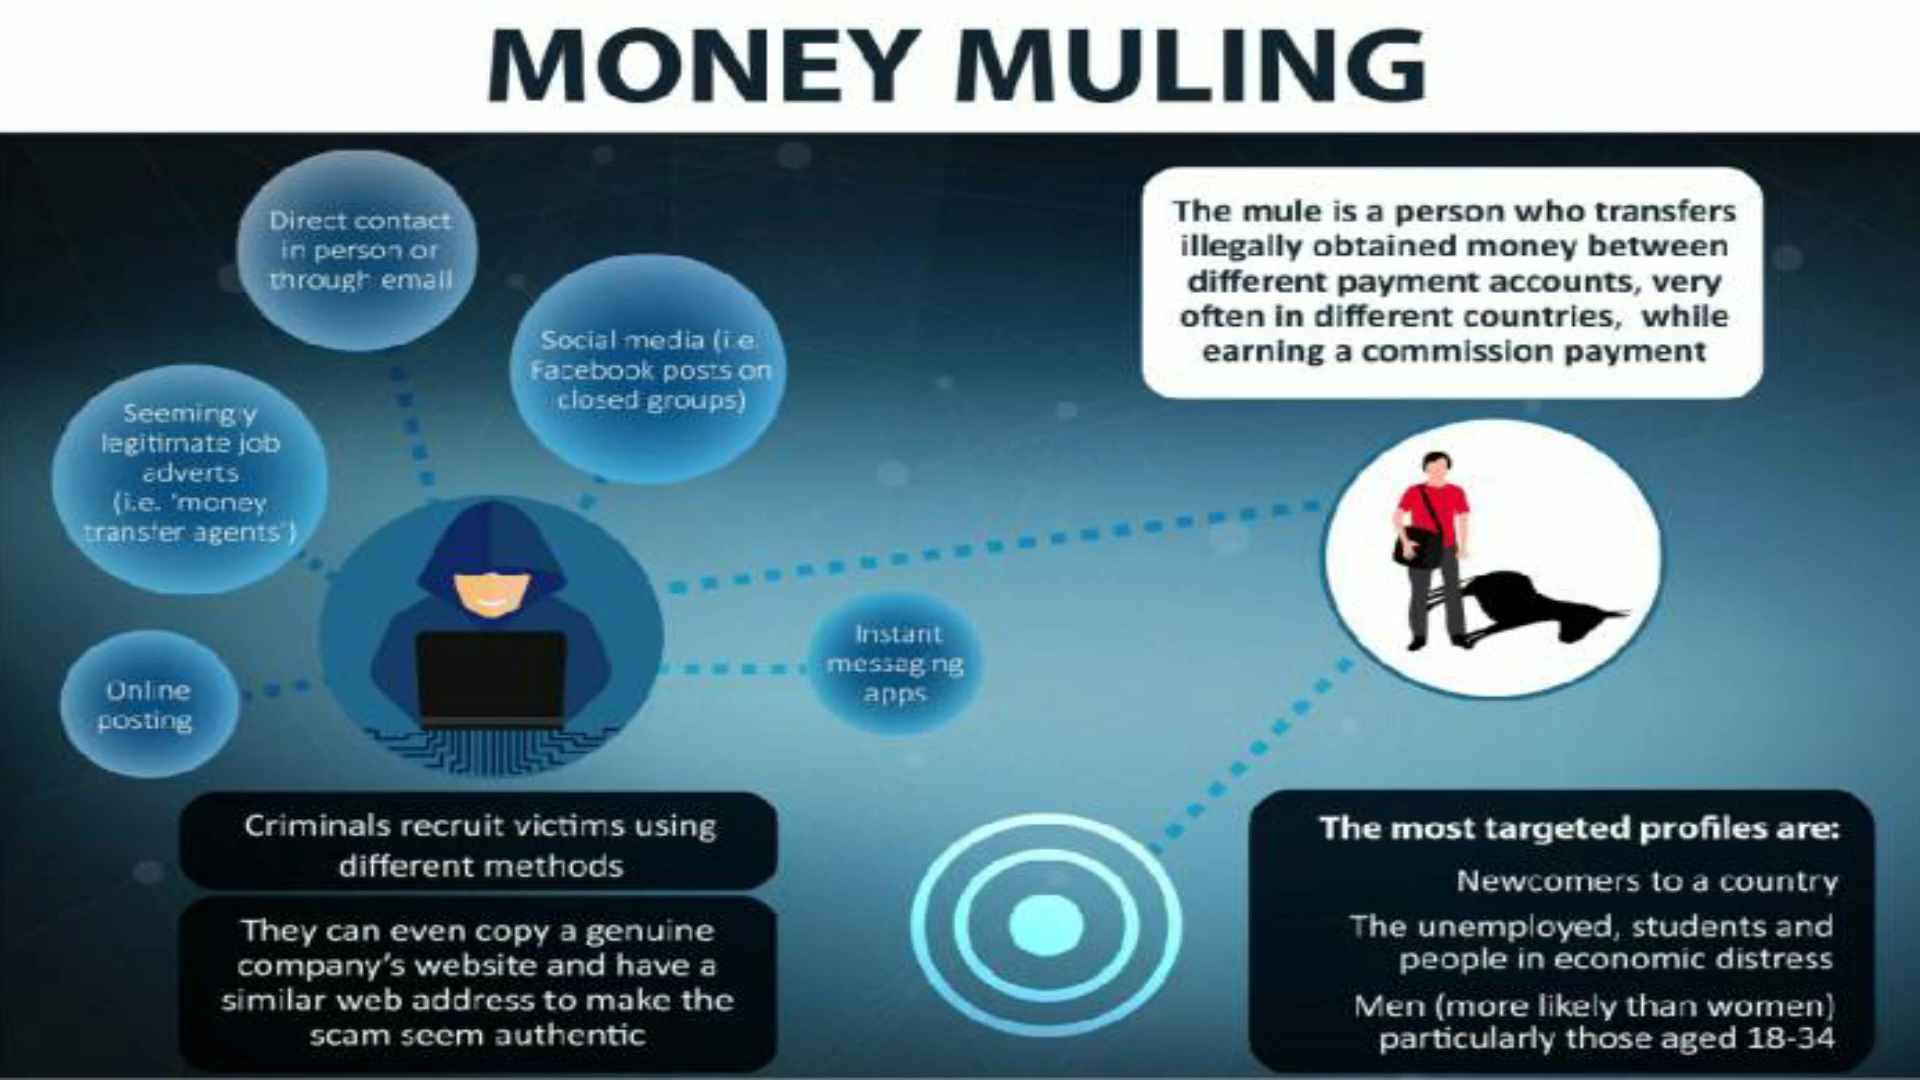 MONEY MULING
Direct contact
in person or
through email
Social media (i.e.
Facebook posts on
closed groups)
Seemingly
legitimate job
adverts
(i.e. 'money
transfer agents')
Online
posting
Instant
messaging
apps
The mule is a person who transfers
illegally obtained money between
different payment accounts, very
often in different countries, while
earning a commission payment
Criminals recruit victims using
different methods
They can even copy a genuine
company's website and have a
similar web address to make the
scam seem authentic
The most targeted profiles are:
Newcomers to a country
The unemployed, students and
people in economic distress
Men (more likely than women)
particularly those aged 18-34